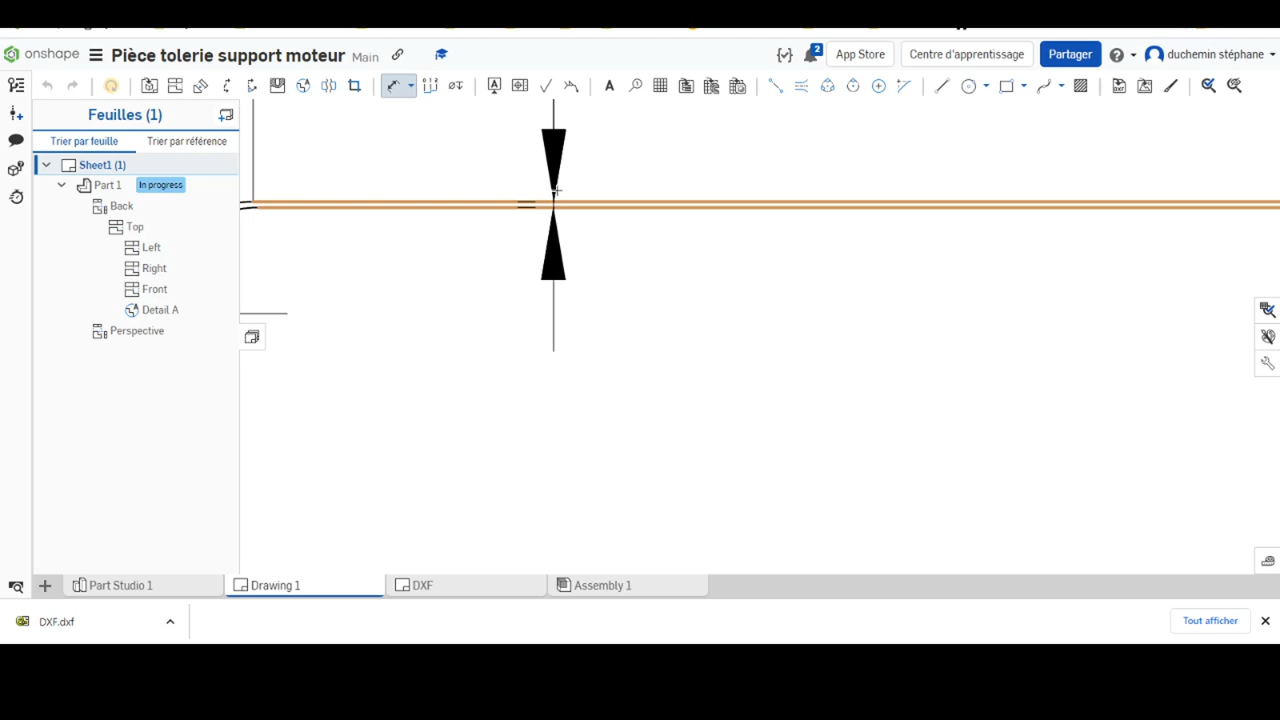 onshape Pièce tolerie support moteur Main 2 App Store Centre d'apprentissage Partager duchemin stéphane
Feuilles (1)
Trier par feuille Trier par référence
Sheet1 (1)
Part 1 In progress
Back
Top
Left
Right
Front
Detail A
Perspective
Part Studio 1 Drawing 1 DXF Assembly 1
DXF.dxf Tout afficher